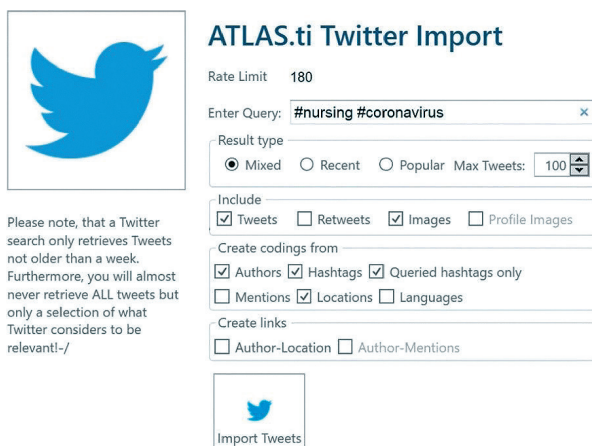 ATLAS.ti Twitter Import
Rate Limit 180
Enter Query: #nursing #coronavirus ×
Result type
Mixed Recent Popular Max Tweets: 100
Include
Tweets Retweets Images Profile Images
Create codings from
Authors Hashtags Queried hashtags only
Mentions Locations Languages
Create links
Author-Location Author-Mentions
Import Tweets
Please note, that a Twitter
search only retrieves Tweets
not older than a week.
Furthermore, you will almost
never retrieve ALL tweets but
only a selection of what
Twitter considers to be
relevant!-/